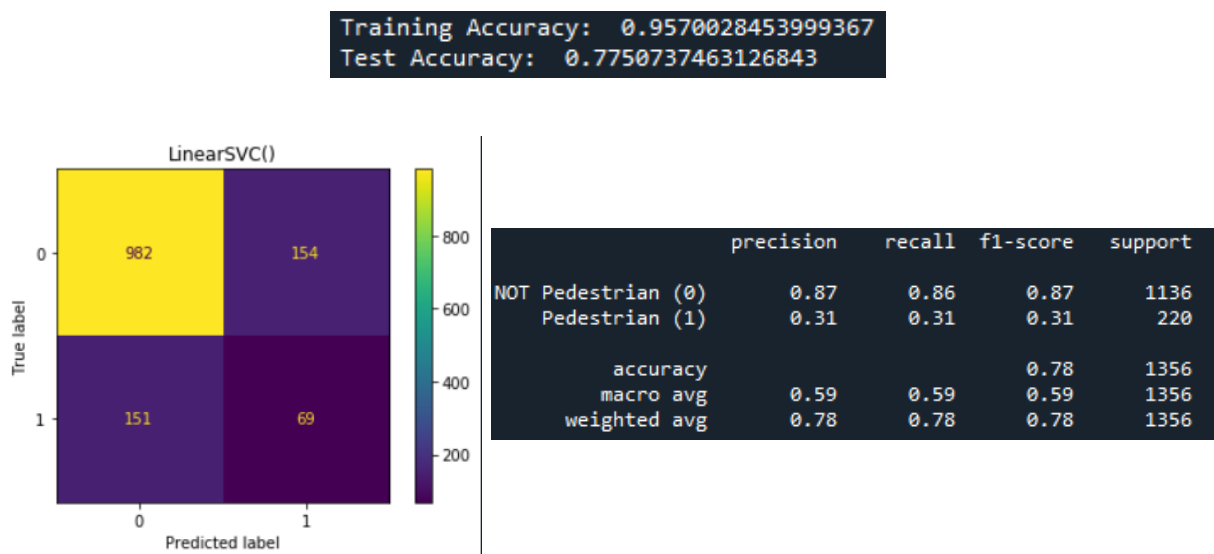 Training Accuracy: 0.9570028453999367
Test Accuracy: 0.7750737463126843
LinearSVC()
0
982
154
1
151
69
0 1
Predicted label
True label
800
600
400
200
precision recall f1-score support
NOT Pedestrian (0) 0.87 0.86 0.87 1136
Pedestrian (1) 0.31 0.31 0.31 220
accuracy 0.78 1356
macro avg 0.59 0.59 0.59 1356
weighted avg 0.78 0.78 0.78 1356